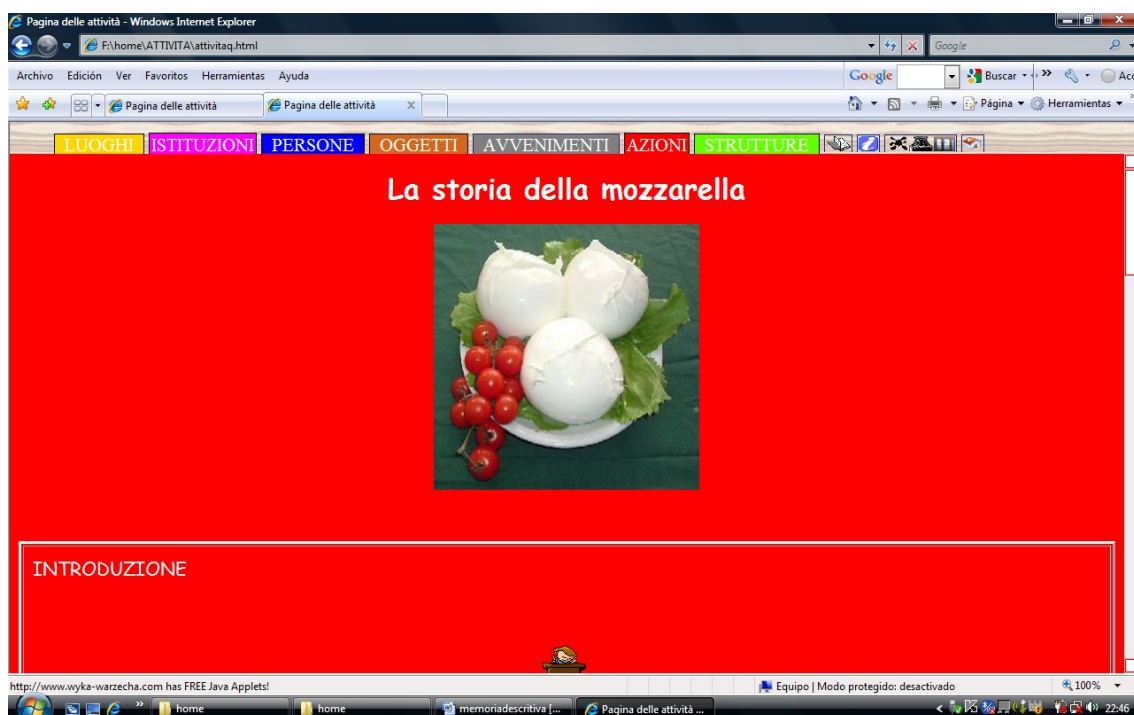 Pagina delle attività - Windows Internet Explorer
F:\home\ATTIVITA\attivitaq.html
Google
Archivo Edición Ver Favoritos Herramientas Ayuda
Google Buscar
Pagina delle attività Pagina delle attività x Página Herramientas
LUOGHI ISTITUZIONI PERSONE OGGETTI AVVENIMENTI AZIONI STRUTTURE
La storia della mozzarella
INTRODUZIONE
http://www.wyka-warzecha.com has FREE Java Applets! Equipo | Modo protegido: desactivado 100%
home home memoriadescritiva [... Pagina delle attività ... 22:46